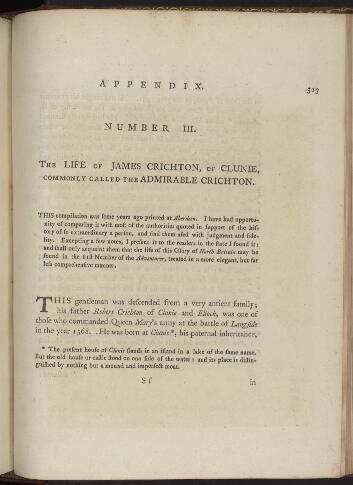 APPENDIX.
313
NUMBER III.
THE LIFE OF JAMES CRICHTON, OF CLUNIE,
COMMONLY CALLED THE ADMIRABLE CRICHTON.
THIS compilation was some years ago printed at Aberdeen. I have had opportu-
nity of comparing it with most of the authorities quoted in support of the his-
tory of so extraordinary a person, and find them used with judgment and fide-
lity. Excepting a few notes, I present it to the readers in the state I found it:
and shall only acquaint them that the life of this Glory of North Britain may be
found in the 81st Number of the Adventurer, treated in a more elegant, but far
less comprehensive manner.
THIS gentleman was descended from a very antient family;
his father Robert Crichton of Clunie and Elliock, was one of
those who commanded Queen Mary's army at the battle of Langside
in the year 1568. He was born at Clunie*, his paternal inheritance,
* The present house of Clunie stands in an island in a lake of the same name.
But the old house or castle stood on one side of the water: and its place is distin-
guished by nothing but a mound and imperfect moat.
S f
in